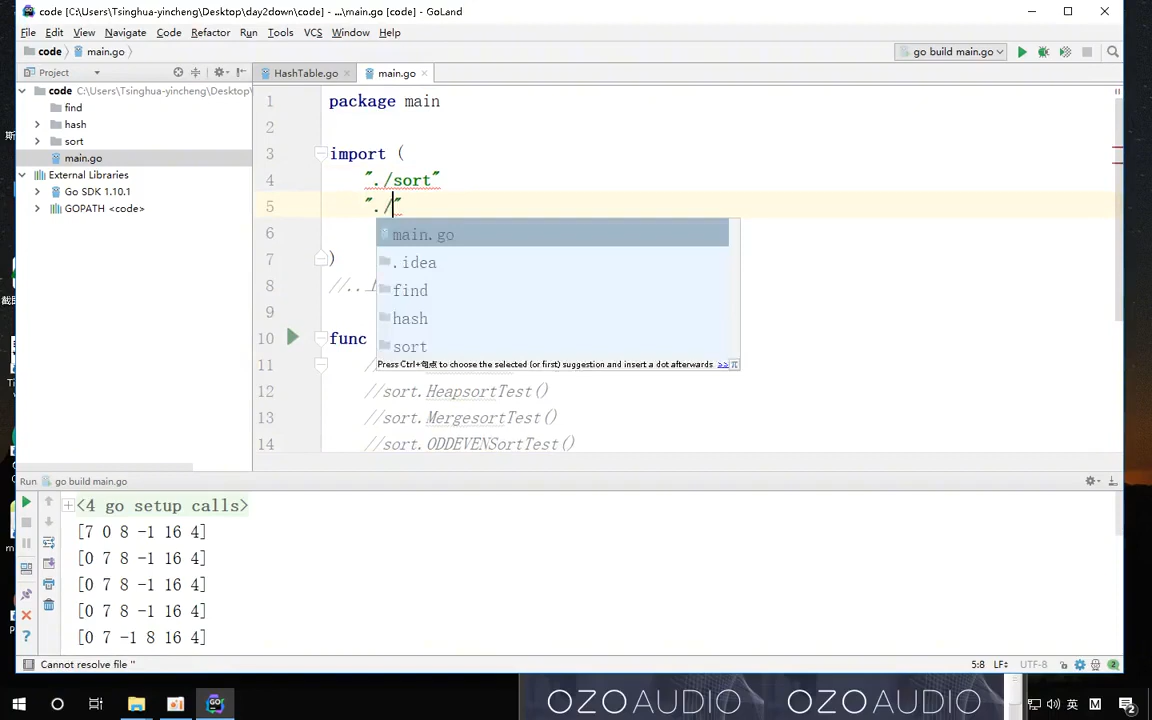 code [C:\Users\Tsinghua-yincheng\Desktop\day2down\code] - ...\main.go [code] - GoLand
File Edit View Navigate Code Refactor Run Tools VCS Window Help
code main.go
go build main.go
Project
HashTable.go
main.go
code C:\Users\Tsinghua-yincheng\Desktop\
find
hash
sort
main.go
External Libraries
Go SDK 1.10.1
GOPATH <code>
1 package main
2
3 import (
4 "./sort"
5 "./"
6
7 )
8 //..
9
10 func
11 //
12 //sort.HeapsortTest()
13 //sort.MergesortTest()
14 //sort.ODDEVENSortTest()
main.go
.idea
find
hash
sort
Press Ctrl+句点 to choose the selected (or first) suggestion and insert a dot afterwards >> π
Run go build main.go
<4 go setup calls>
[7 0 8 -1 16 4]
[0 7 8 -1 16 4]
[0 7 8 -1 16 4]
[0 7 8 -1 16 4]
[0 7 -1 8 16 4]
Cannot resolve file ''
5:8 LF÷ UTF-8 2
OZO AUDIO OZO AUDIO
英 M 2